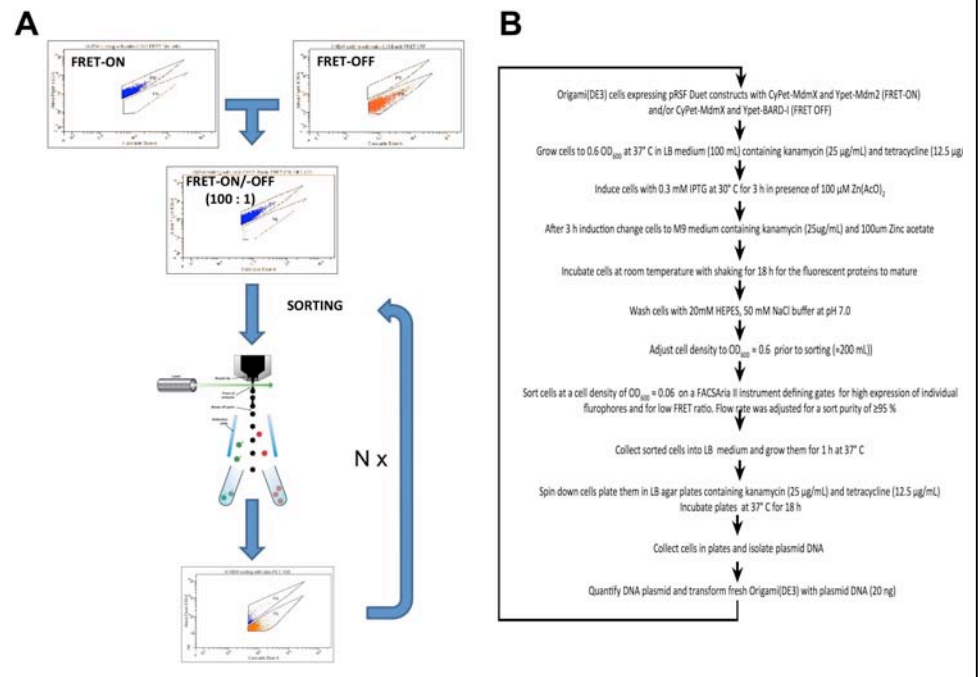 A
B
FRET-ON
FRET-OFF
FRET-ON/-OFF
(100 : 1)
SORTING
N x
Origami(DE3) cells expressing pRSF Duet constructs with CyPet-MdmX and Ypet-Mdm2 (FRET-ON)
and/or CyPet-MdmX and Ypet-BARD-I (FRET OFF)
Grow cells to 0.6 OD600 at 37° C in LB medium (100 mL) containing kanamycin (25 µg/mL) and tetracycline (12.5 µg/
Induce cells with 0.3 mM IPTG at 30° C for 3 h in presence of 100 µM Zn(AcO)2
After 3 h induction change cells to M9 medium containing kanamycin (25ug/mL) and 100um Zinc acetate
Incubate cells at room temperature with shaking for 18 h for the fluorescent proteins to mature
Wash cells with 20mM HEPES, 50 mM NaCl buffer at pH 7.0
Adjust cell density to OD600 = 0.6 prior to sorting (≈200 mL))
Sort cells at a cell density of OD600 = 0.06 on a FACSAria II instrument defining gates for high expression of individual
flurophores and for low FRET ratio. Flow rate was adjusted for a sort purity of ≥95 %
Collect sorted cells into LB medium and grow them for 1 h at 37° C
Spin down cells plate them in LB agar plates containing kanamycin (25 µg/mL) and tetracycline (12.5 µg/mL)
Incubate plates at 37° C for 18 h
Collect cells in plates and isolate plasmid DNA
Quantify DNA plasmid and transform fresh Origami(DE3) with plasmid DNA (20 ng)